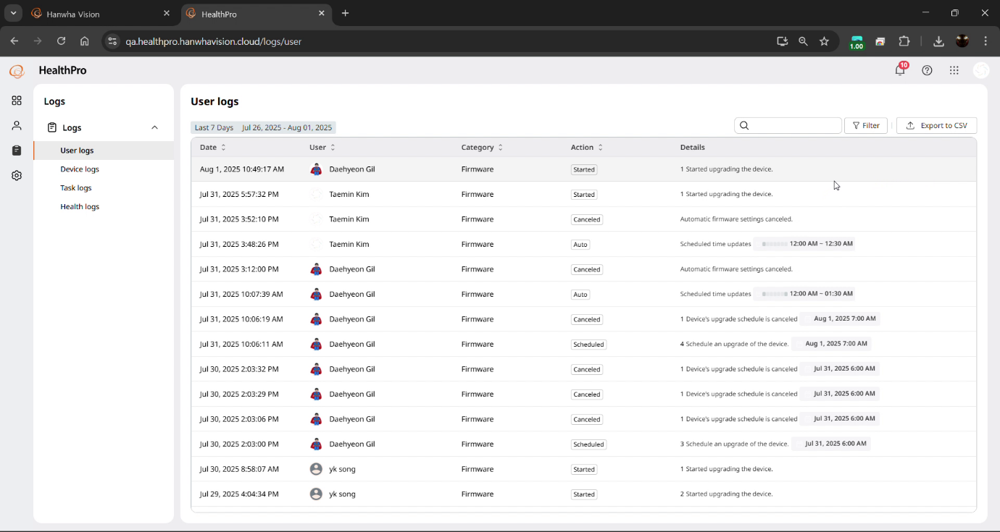 Hanwha Vision
HealthPro
qa.healthpro.hanwhavision.cloud/logs/user
1.00
HealthPro
10
Logs
Logs
User logs
Device logs
Task logs
Health logs
User logs
Last 7 Days Jul 26, 2025 - Aug 01, 2025
Filter
Export to CSV
Date User Category Action Details
Aug 1, 2025 10:49:17 AM Daehyeon Gil Firmware Started 1 Started upgrading the device.
Jul 31, 2025 5:57:32 PM Taemin Kim Firmware Started 1 Started upgrading the device.
Jul 31, 2025 3:52:10 PM Taemin Kim Firmware Canceled Automatic firmware settings canceled.
Jul 31, 2025 3:48:26 PM Taemin Kim Firmware Auto Scheduled time updates 12:00 AM ~ 12:30 AM
Jul 31, 2025 3:12:00 PM Daehyeon Gil Firmware Canceled Automatic firmware settings canceled.
Jul 31, 2025 10:07:39 AM Daehyeon Gil Firmware Auto Scheduled time updates 12:00 AM ~ 01:30 AM
Jul 31, 2025 10:06:19 AM Daehyeon Gil Firmware Canceled 1 Device's upgrade schedule is canceled Aug 1, 2025 7:00 AM
Jul 31, 2025 10:06:11 AM Daehyeon Gil Firmware Scheduled 4 Schedule an upgrade of the device. Aug 1, 2025 7:00 AM
Jul 30, 2025 2:03:32 PM Daehyeon Gil Firmware Canceled 1 Device's upgrade schedule is canceled Jul 31, 2025 6:00 AM
Jul 30, 2025 2:03:29 PM Daehyeon Gil Firmware Canceled 1 Device's upgrade schedule is canceled Jul 31, 2025 6:00 AM
Jul 30, 2025 2:03:06 PM Daehyeon Gil Firmware Canceled 1 Device's upgrade schedule is canceled Jul 31, 2025 6:00 AM
Jul 30, 2025 2:03:00 PM Daehyeon Gil Firmware Scheduled 3 Schedule an upgrade of the device. Jul 31, 2025 6:00 AM
Jul 30, 2025 8:58:07 AM yk song Firmware Started 1 Started upgrading the device.
Jul 29, 2025 4:04:34 PM yk song Firmware Started 2 Started upgrading the device.